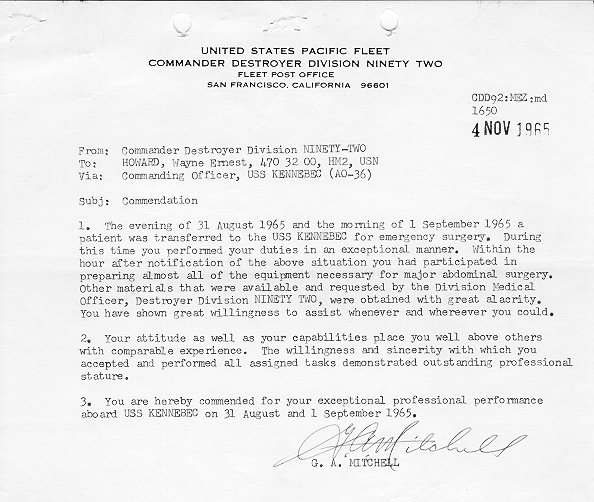 UNITED STATES PACIFIC FLEET
COMMANDER DESTROYER DIVISION NINETY TWO
FLEET POST OFFICE
SAN FRANCISCO, CALIFORNIA 96601
CDD92:MEZ:md
1650
4 NOV 1965
From: Commander Destroyer Division NINETY-TWO
To: HOWARD, Wayne Ernest, 470 32 00, HM2, USN
Via: Commanding Officer, USS KENNEBEC (AO-36)
Subj: Commendation
1. The evening of 31 August 1965 and the morning of 1 September 1965 a
patient was transferred to the USS KENNEBEC for emergency surgery. During
this time you performed your duties in an exceptional manner. Within the
hour after notification of the above situation you had participated in
preparing almost all of the equipment necessary for major abdominal surgery.
Other materials that were available and requested by the Division Medical
Officer, Destroyer Division NINETY TWO, were obtained with great alacrity.
You have shown great willingness to assist whenever and whereever you could.
2. Your attitude as well as your capabilities place you well above others
with comparable experience. The willingness and sincerity with which you
accepted and performed all assigned tasks demonstrated outstanding professional
stature.
3. You are hereby commended for your exceptional professional performance
aboard USS KENNEBEC on 31 August and 1 September 1965.
G A Mitchell
G. A. MITCHELL